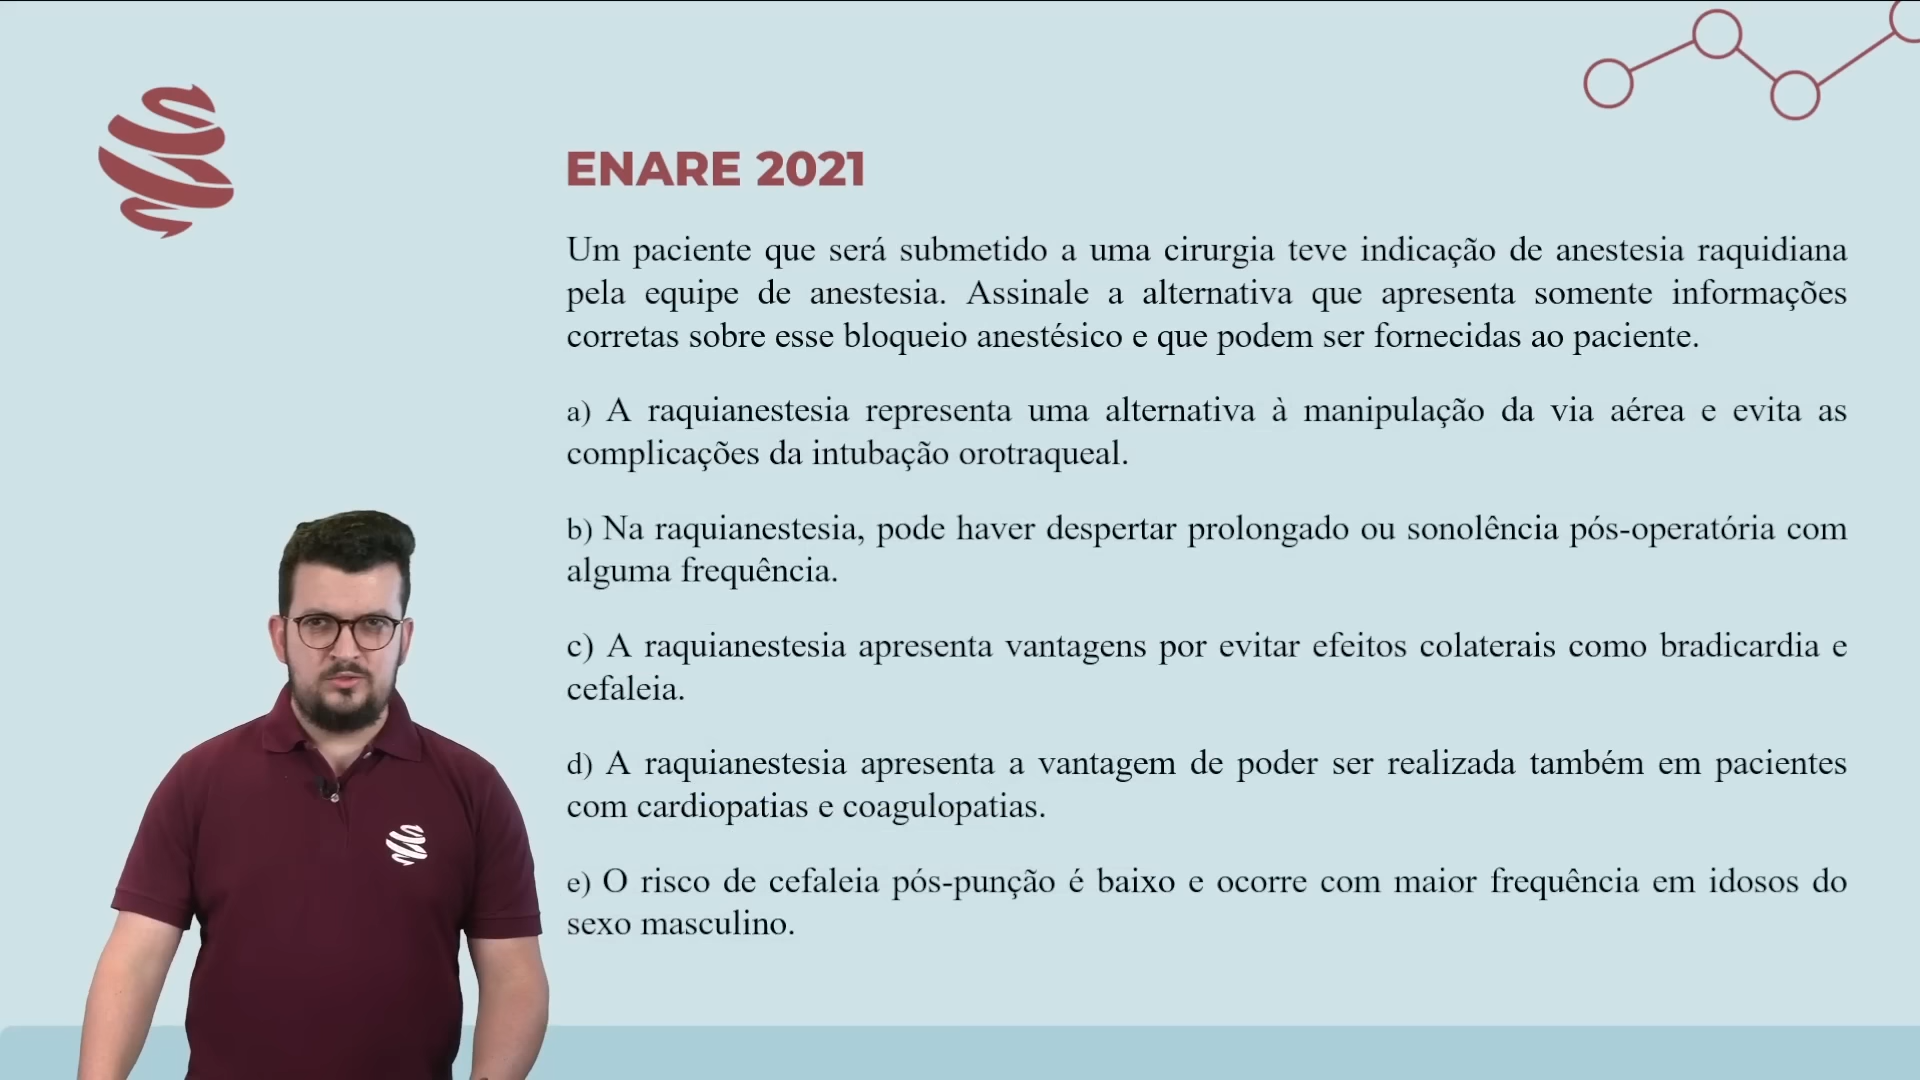 ENARE 2021
Um paciente que será submetido a uma cirurgia teve indicação de anestesia raquidiana
pela equipe de anestesia. Assinale a alternativa que apresenta somente informações
corretas sobre esse bloqueio anestésico e que podem ser fornecidas ao paciente.
a) A raquianestesia representa uma alternativa à manipulação da via aérea e evita as
complicações da intubação orotraqueal.
b) Na raquianestesia, pode haver despertar prolongado ou sonolência pós-operatória com
alguma frequência.
c) A raquianestesia apresenta vantagens por evitar efeitos colaterais como bradicardia e
cefaleia.
d) A raquianestesia apresenta a vantagem de poder ser realizada também em pacientes
com cardiopatias e coagulopatias.
e) O risco de cefaleia pós-punção é baixo e ocorre com maior frequência em idosos do
sexo masculino.